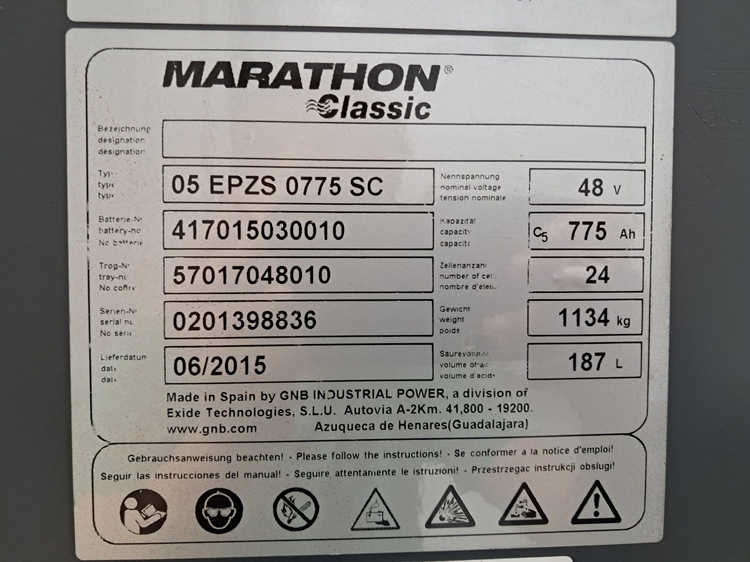 MARATHON®
Classic
Bezeichnung
designation
désignation
Typ
type
type
05 EPZS 0775 SC
Nennspannung
nominal voltage
tension nominale
48 V
Batterie-Nr
battery-no
No batterie
417015030010
Kapazität
capacity
capacité
C5 775 Ah
Trog-Nr
tray-no
No coffre
57017048010
Zellenanzahl
number of cel
nombre d'élem
24
Serien-Nr
serial no
No serie
0201398836
Gewicht
weight
poids
1134 kg
Lieferdatum
date
date
06/2015
Säurevolume
volume of ac
volume d'acid
187 L
Made in Spain by GNB INDUSTRIAL POWER, a division of
Exide Technologies, S.L.U. Autovia A-2Km. 41,800 - 19200.
www.gnb.com Azuqueca de Henares(Guadalajara)
Gebrauchsanweisung beachten! - Please follow the instructions! - Se conformer a la notice d'emploi!
Seguir las instrucciones del manual! - Seguire attentamente le istruzioni! - Przestrzegac instrukcji obslugi!